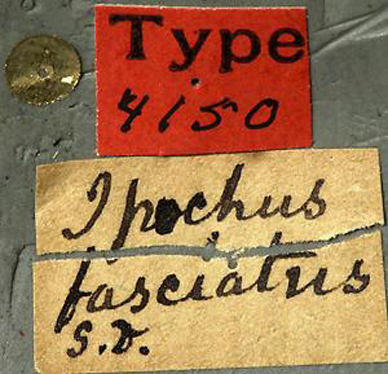 Type
4150
Ipochus
fasciatus
S.D.